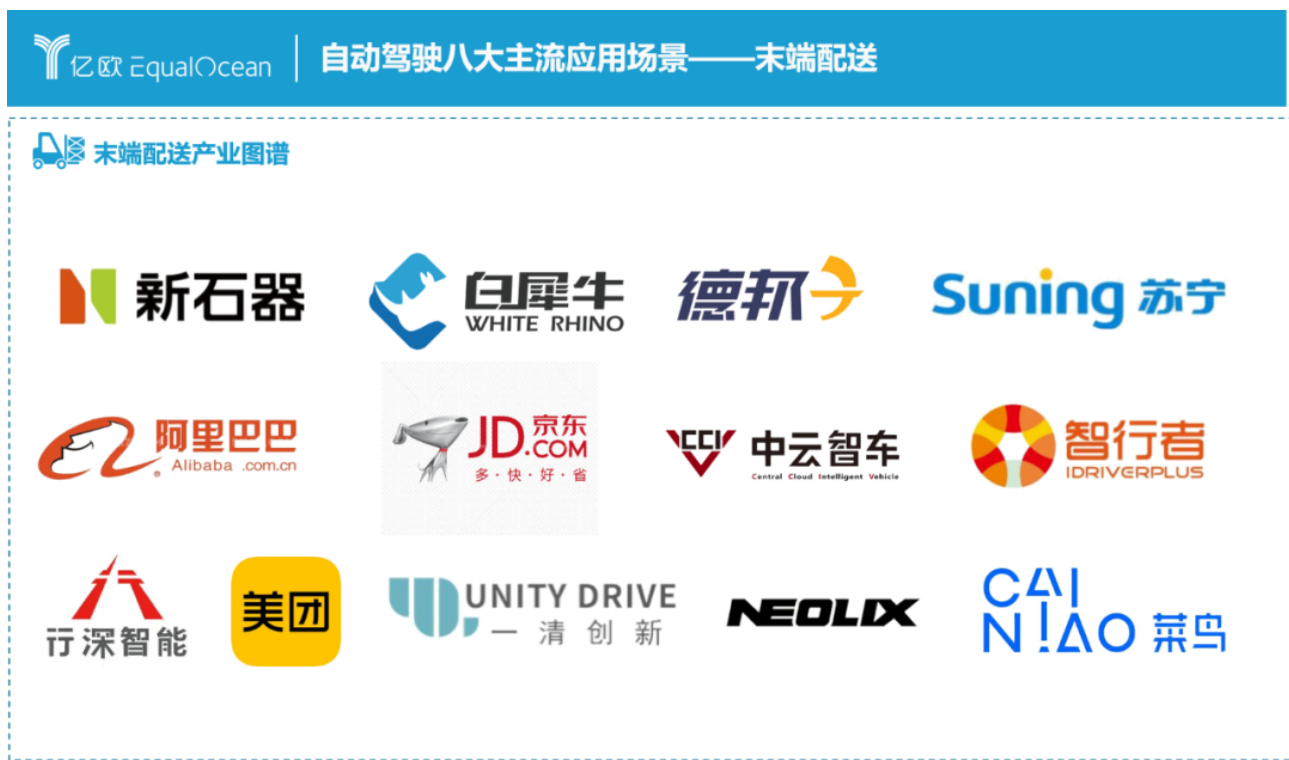 亿欧 EqualOcean
自动驾驶八大主流应用场景——末端配送
末端配送产业图谱
新石器
白犀牛
WHITE RHINO
德邦
Suning 苏宁
阿里巴巴
Alibaba.com.cn
JD.京东
.COM
多·快·好·省
CCIV 中云智车
Central Cloud Intelligent Vehicle
智行者
IDRIVERPLUS
行深智能
美团
UNITY DRIVE
一清创新
NEOLIX
CAI
NIAO 菜鸟